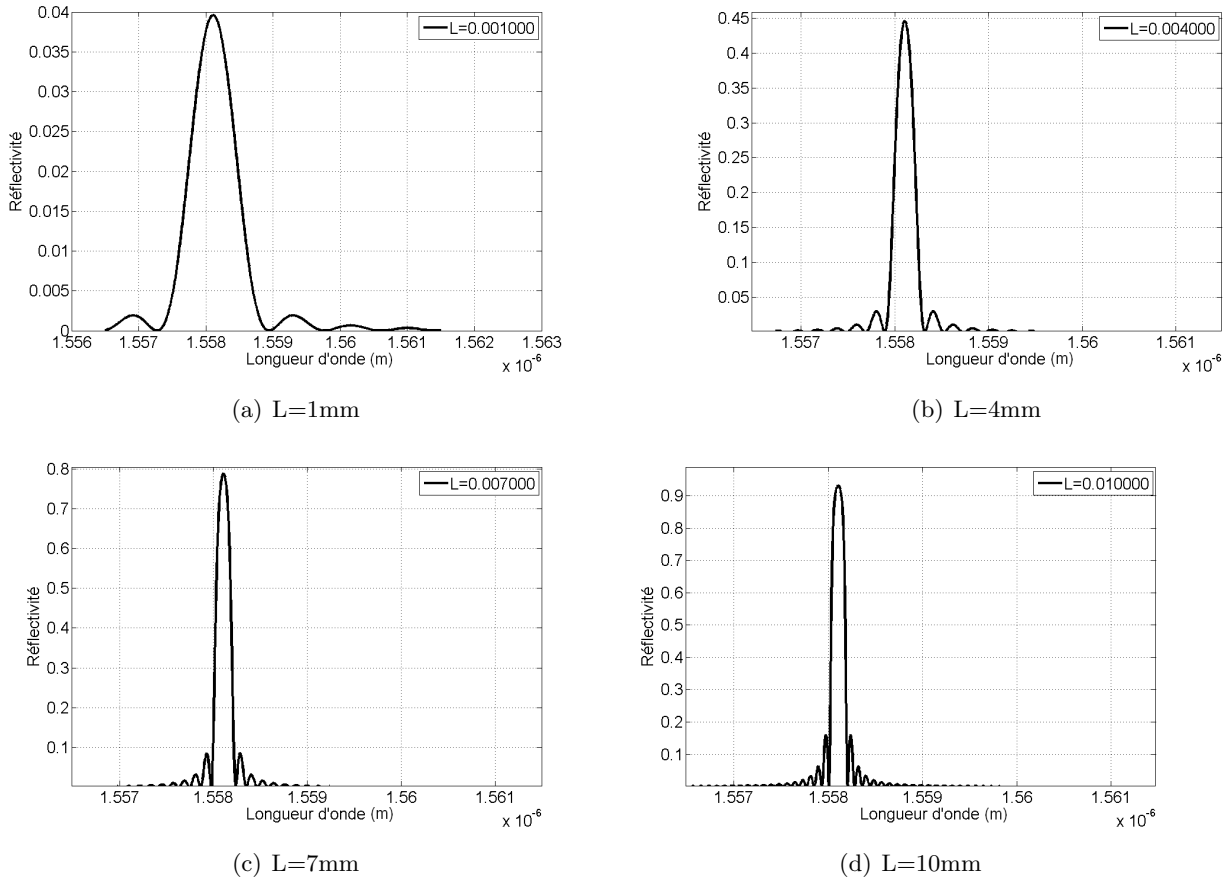 L=0.001000
0.04
0.035
0.03
0.025
0.02
0.015
0.01
0.005
0
Réflectivité
1.556 1.557 1.558 1.559 1.56 1.561 1.562 1.563
Longueur d'onde (m)
x 10-6
(a) L=1mm
L=0.004000
0.45
0.4
0.35
0.3
0.25
0.2
0.15
0.1
0.05
Réflectivité
1.557 1.558 1.559 1.56 1.561
Longueur d'onde (m)
x 10-6
(b) L=4mm
L=0.007000
0.8
0.7
0.6
0.5
0.4
0.3
0.2
0.1
Réflectivité
1.557 1.558 1.559 1.56 1.561
Longueur d'onde (m)
x 10-6
(c) L=7mm
L=0.010000
0.9
0.8
0.7
0.6
0.5
0.4
0.3
0.2
0.1
Réflectivité
1.557 1.558 1.559 1.56 1.561
Longueur d'onde (m)
x 10-6
(d) L=10mm